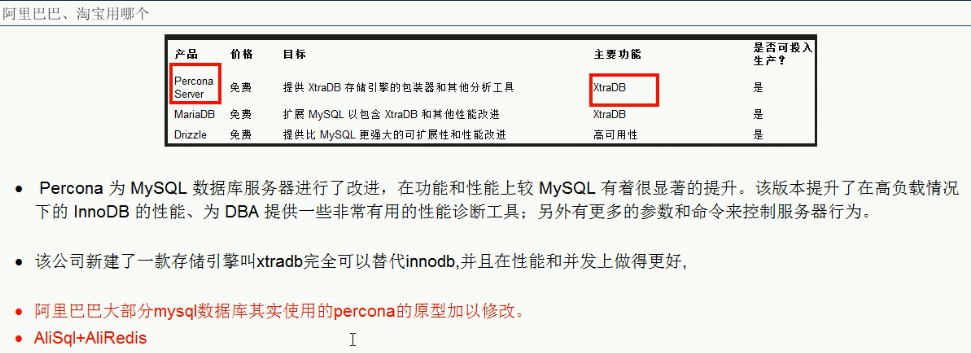 阿里巴巴、淘宝用哪个
产品 价格 目标 主要功能 是否可投入
生产?
Percona
Server 免费 提供 XtraDB 存储引擎的包装器和其他分析工具 XtraDB 是
MariaDB 免费 扩展 MySQL 以包含 XtraDB 和其他性能改进 XtraDB 是
Drizzle 免费 提供比 MySQL 更强大的可扩展性和性能改进 高可用性 是
● Percona 为 MySQL 数据库服务器进行了改进，在功能和性能上较 MySQL 有着很显著的提升。该版本提升了在高负载情况
下的 InnoDB 的性能、为 DBA 提供一些非常有用的性能诊断工具；另外有更多的参数和命令来控制服务器行为。
● 该公司新建了一款存储引擎叫xtradb完全可以替代innodb,并且在性能和并发上做得更好,
● 阿里巴巴大部分mysql数据库其实使用的percona的原型加以修改。
● AliSql+AliRedis